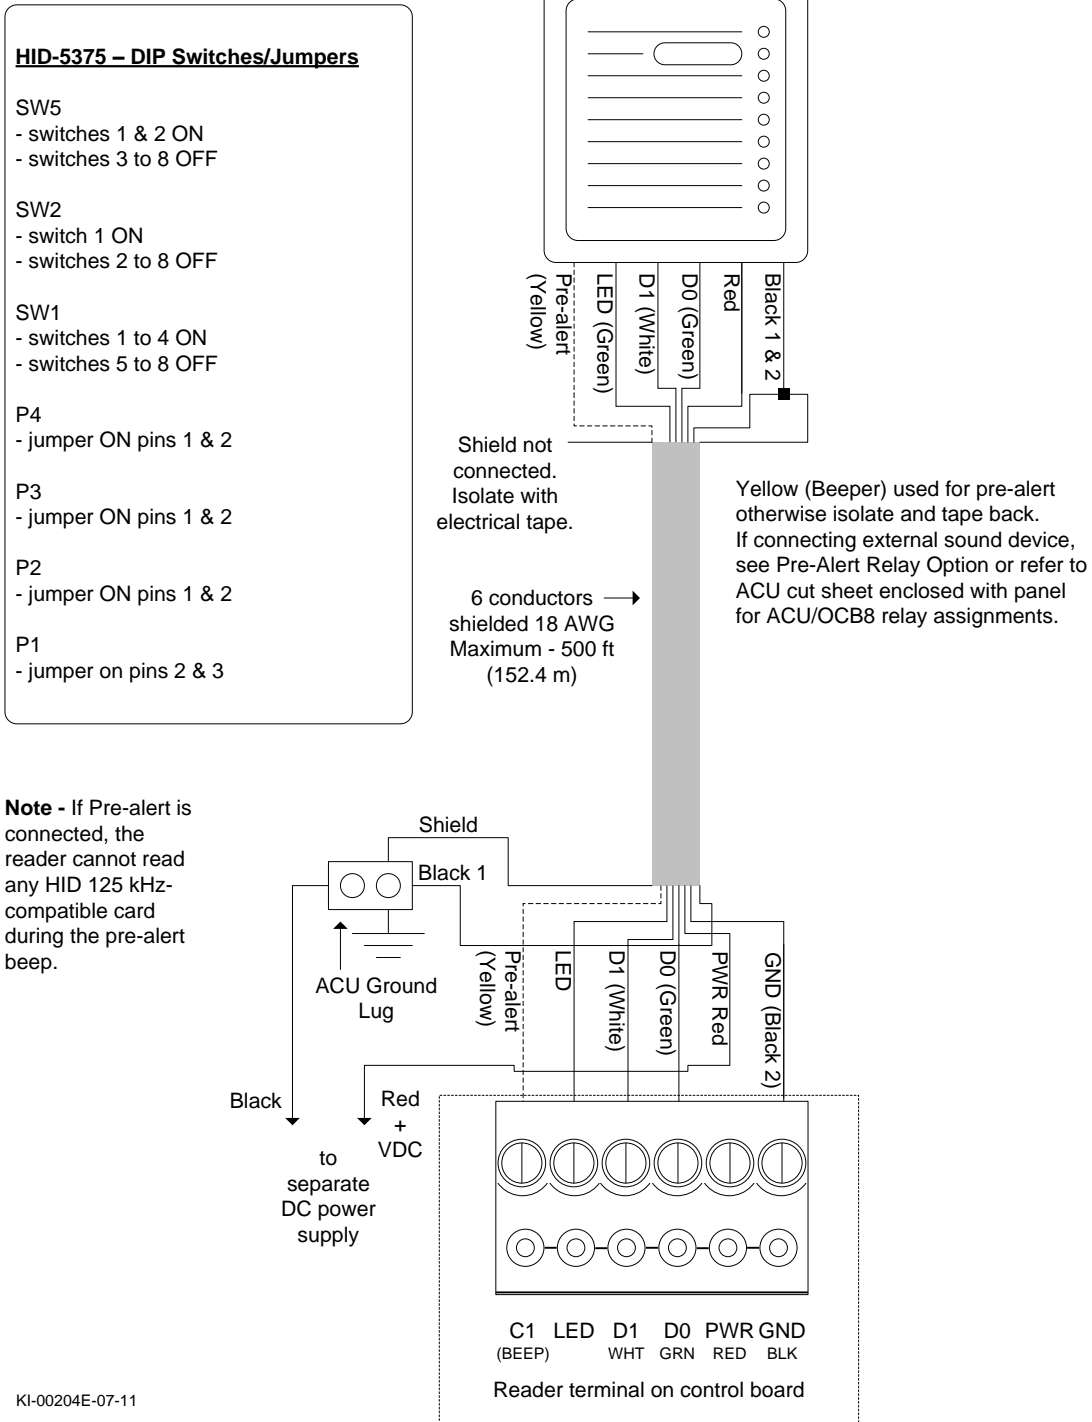 HID-5375 – DIP Switches/Jumpers
SW5
- switches 1 & 2 ON
- switches 3 to 8 OFF
SW2
- switch 1 ON
- switches 2 to 8 OFF
SW1
- switches 1 to 4 ON
- switches 5 to 8 OFF
P4
- jumper ON pins 1 & 2
P3
- jumper ON pins 1 & 2
P2
- jumper ON pins 1 & 2
P1
- jumper on pins 2 & 3
Pre-alert
(Yellow)
LED (Green)
D1 (White)
D0 (Green)
Red
Black 1 & 2
Shield not
connected.
Isolate with
electrical tape.
Yellow (Beeper) used for pre-alert
otherwise isolate and tape back.
If connecting external sound device,
see Pre-Alert Relay Option or refer to
ACU cut sheet enclosed with panel
for ACU/OCB8 relay assignments.
6 conductors
shielded 18 AWG
Maximum - 500 ft
(152.4 m)
Note - If Pre-alert is
connected, the
reader cannot read
any HID 125 kHz-
compatible card
during the pre-alert
beep.
Shield
Black 1
ACU Ground
Lug
Pre-alert
(Yellow)
LED
D1 (White)
D0 (Green)
PWR Red
GND (Black 2)
Black
Red
+
VDC
to
separate
DC power
supply
C1 LED D1 D0 PWR GND
(BEEP) WHT GRN RED BLK
Reader terminal on control board
KI-00204E-07-11